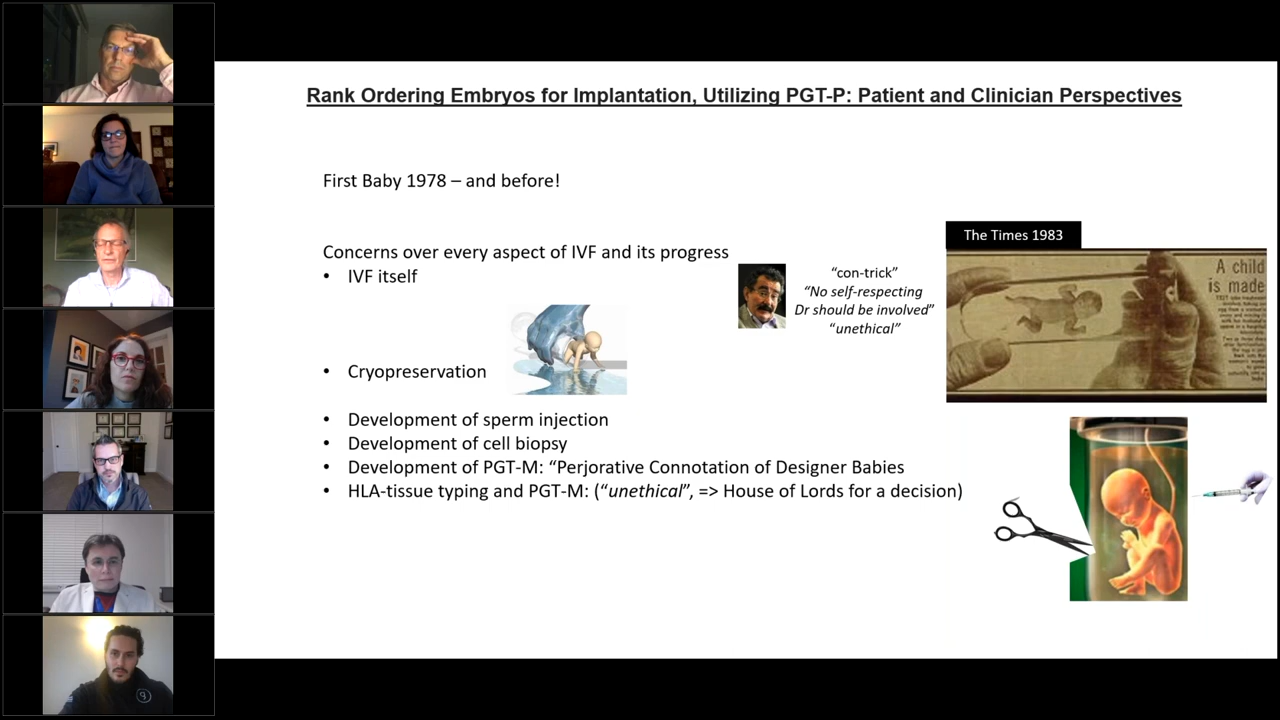 Rank Ordering Embryos for Implantation, Utilizing PGT-P: Patient and Clinician Perspectives
First Baby 1978 – and before!
Concerns over every aspect of IVF and its progress
• IVF itself
• Cryopreservation
• Development of sperm injection
• Development of cell biopsy
• Development of PGT-M: “Perjorative Connotation of Designer Babies
• HLA-tissue typing and PGT-M: (“unethical”, => House of Lords for a decision)
“con-trick”
“No self-respecting
Dr should be involved”
“unethical”
The Times 1983
A child
is made